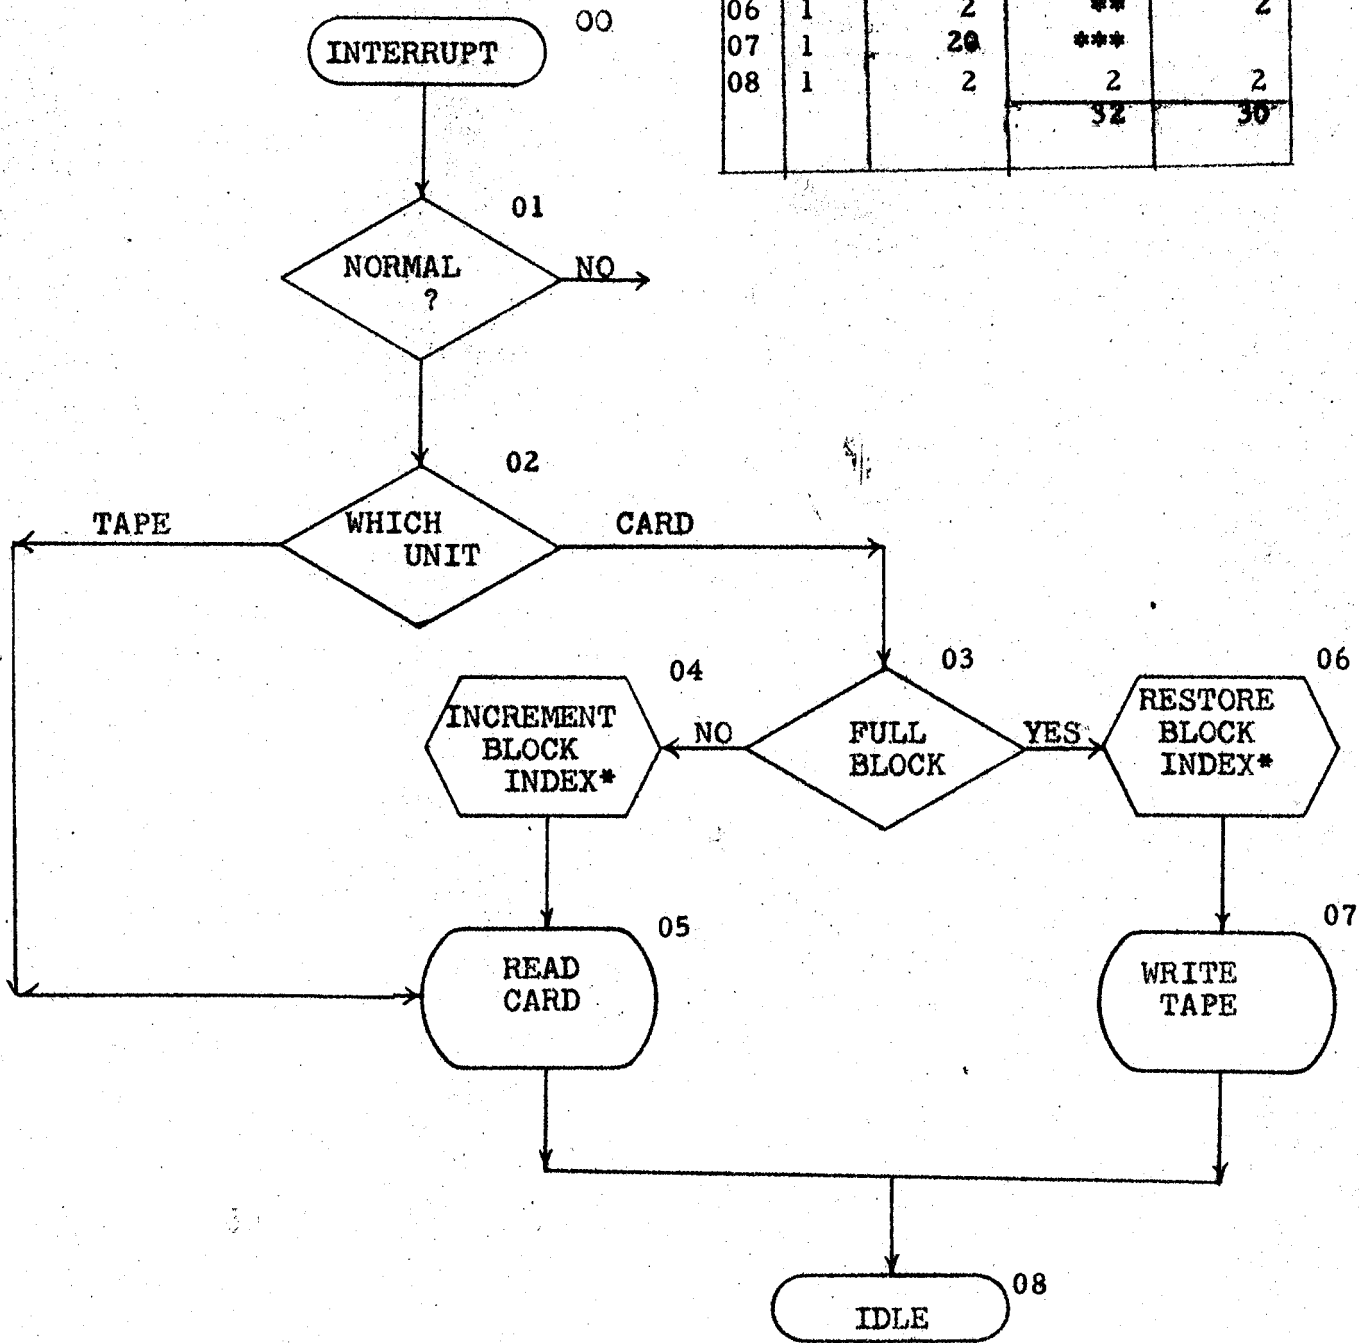 00
INTERRUPT
06 1 2 ** 2
07 1 20 ***
08 1 2 2 2
32 30
01
NORMAL
?
NO
02
WHICH
UNIT
TAPE
CARD
03
FULL
BLOCK
NO
YES
04
INCREMENT
BLOCK
INDEX*
06
RESTORE
BLOCK
INDEX*
05
READ
CARD
07
WRITE
TAPE
08
IDLE